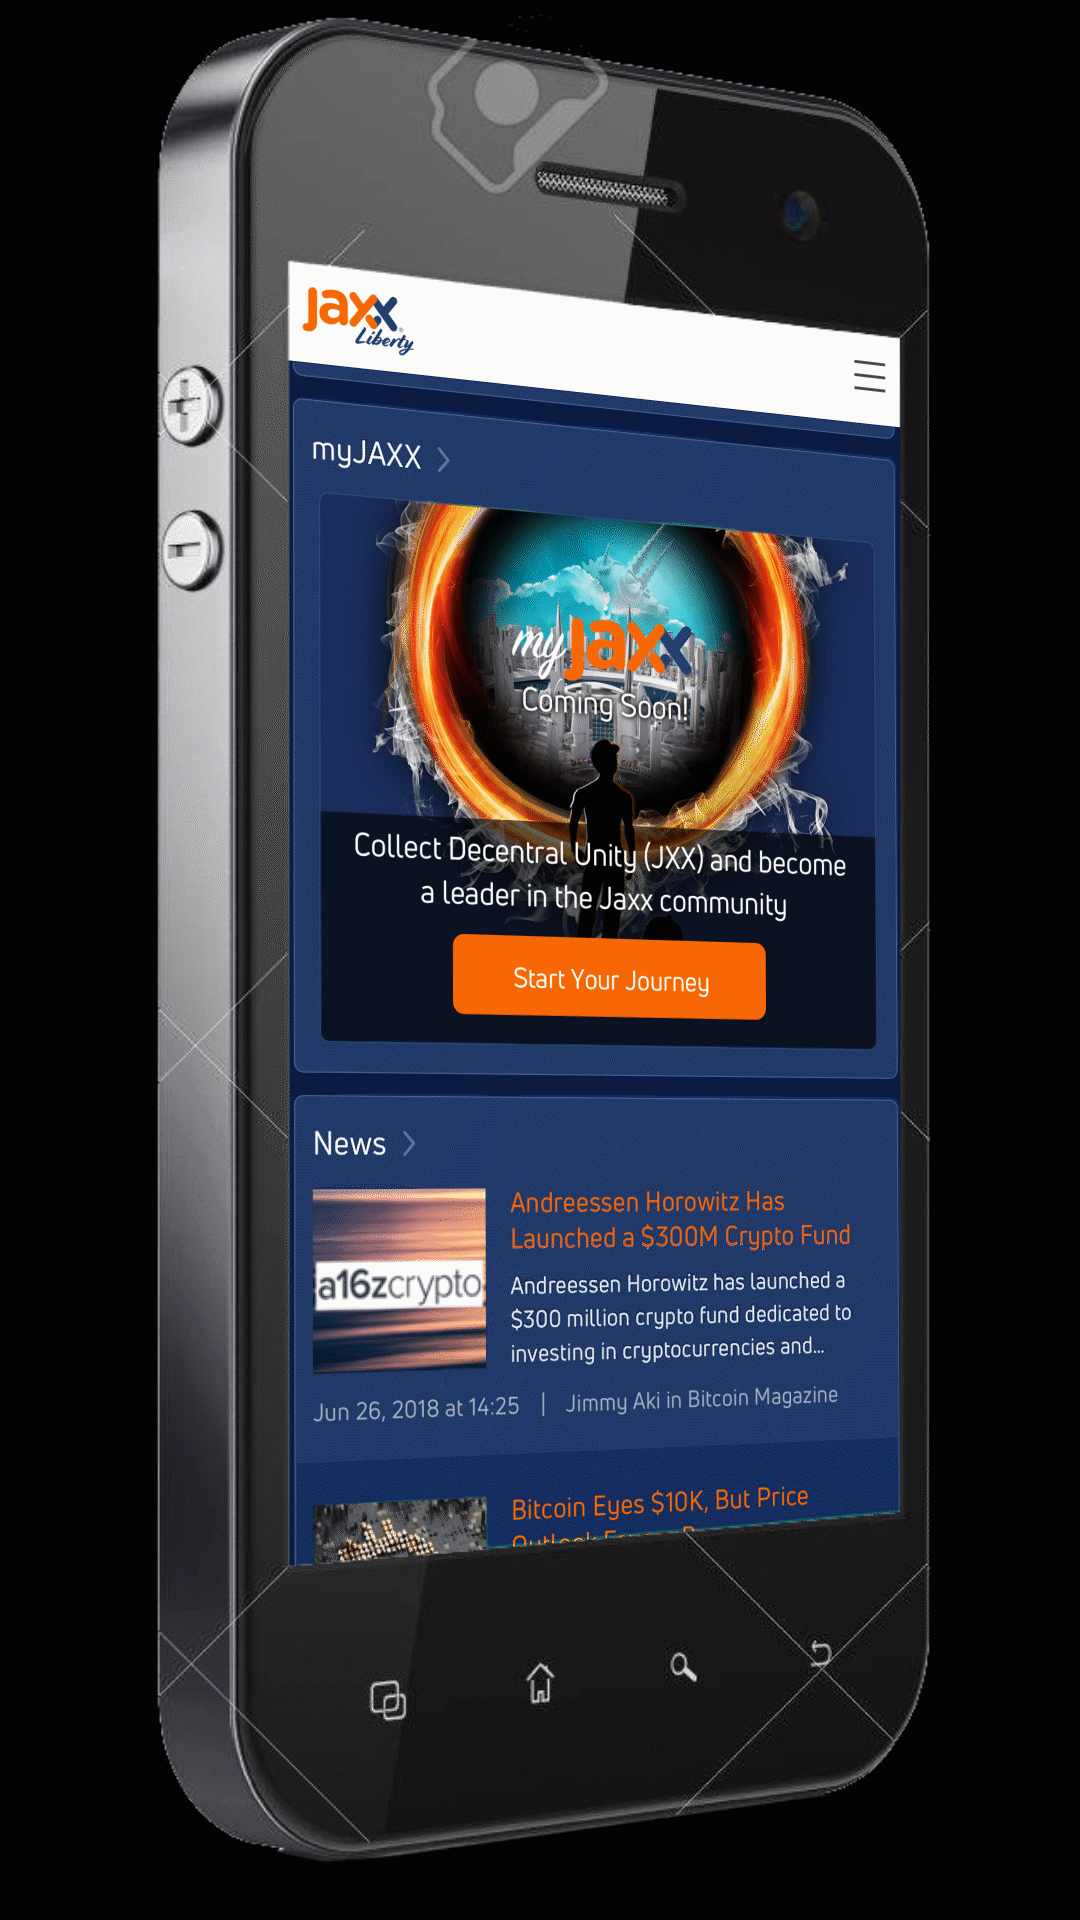 Jaxx
Liberty
myJAXX
my Jaxx
Coming Soon!
Collect Decentral Unity (JXX) and become
a leader in the Jaxx community
Start Your Journey
News
a16zcrypto
Andreessen Horowitz Has
Launched a $300M Crypto Fund
Andreessen Horowitz has launched a
$300 million crypto fund dedicated to
investing in cryptocurrencies and...
Jun 26, 2018 at 14:25 | Jimmy Aki in Bitcoin Magazine
Bitcoin Eyes $10K, But Price
Outlook